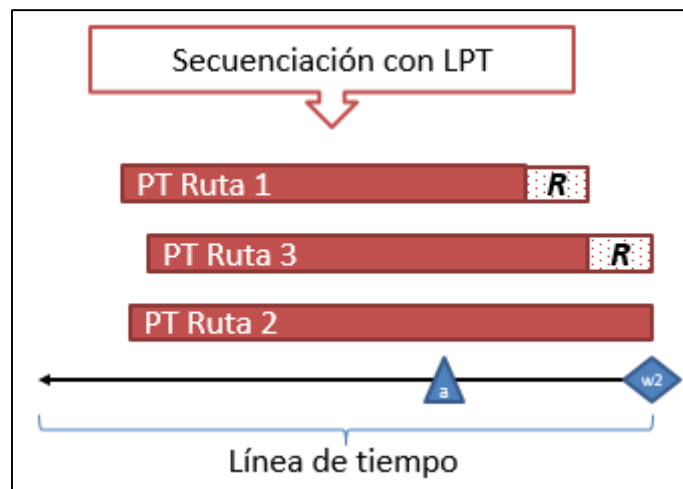 Secuenciación con LPT
PT Ruta 1
R
PT Ruta 3
R
PT Ruta 2
a
w2
Línea de tiempo